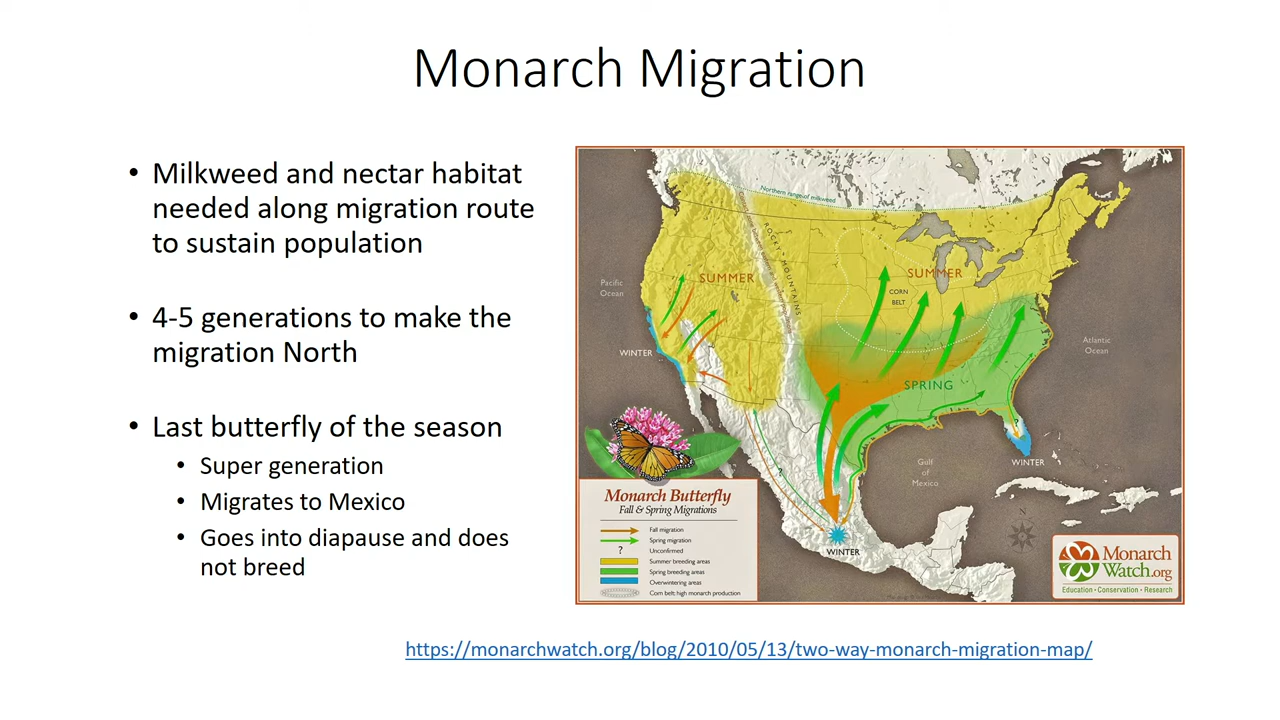 Monarch Migration
• Milkweed and nectar habitat
needed along migration route
to sustain population
• 4-5 generations to make the
migration North
• Last butterfly of the season
• Super generation
• Migrates to Mexico
• Goes into diapause and does
not breed
Northern range of milkweed
ROCKY MOUNTAINS
Pacific
Ocean
SUMMER
SUMMER
CORN
BELT
WINTER
Atlantic
Ocean
SPRING
?
?
Gulf
of
Mexico
WINTER
WINTER
N
Monarch Butterfly
Fall & Spring Migrations
Fall migration
Spring migration
? Unconfirmed
Summer breeding areas
Spring breeding areas
Overwintering areas
Corn belt: high monarch production
Monarch
Watch.org
Education • Conservation • Research
https://monarchwatch.org/blog/2010/05/13/two-way-monarch-migration-map/